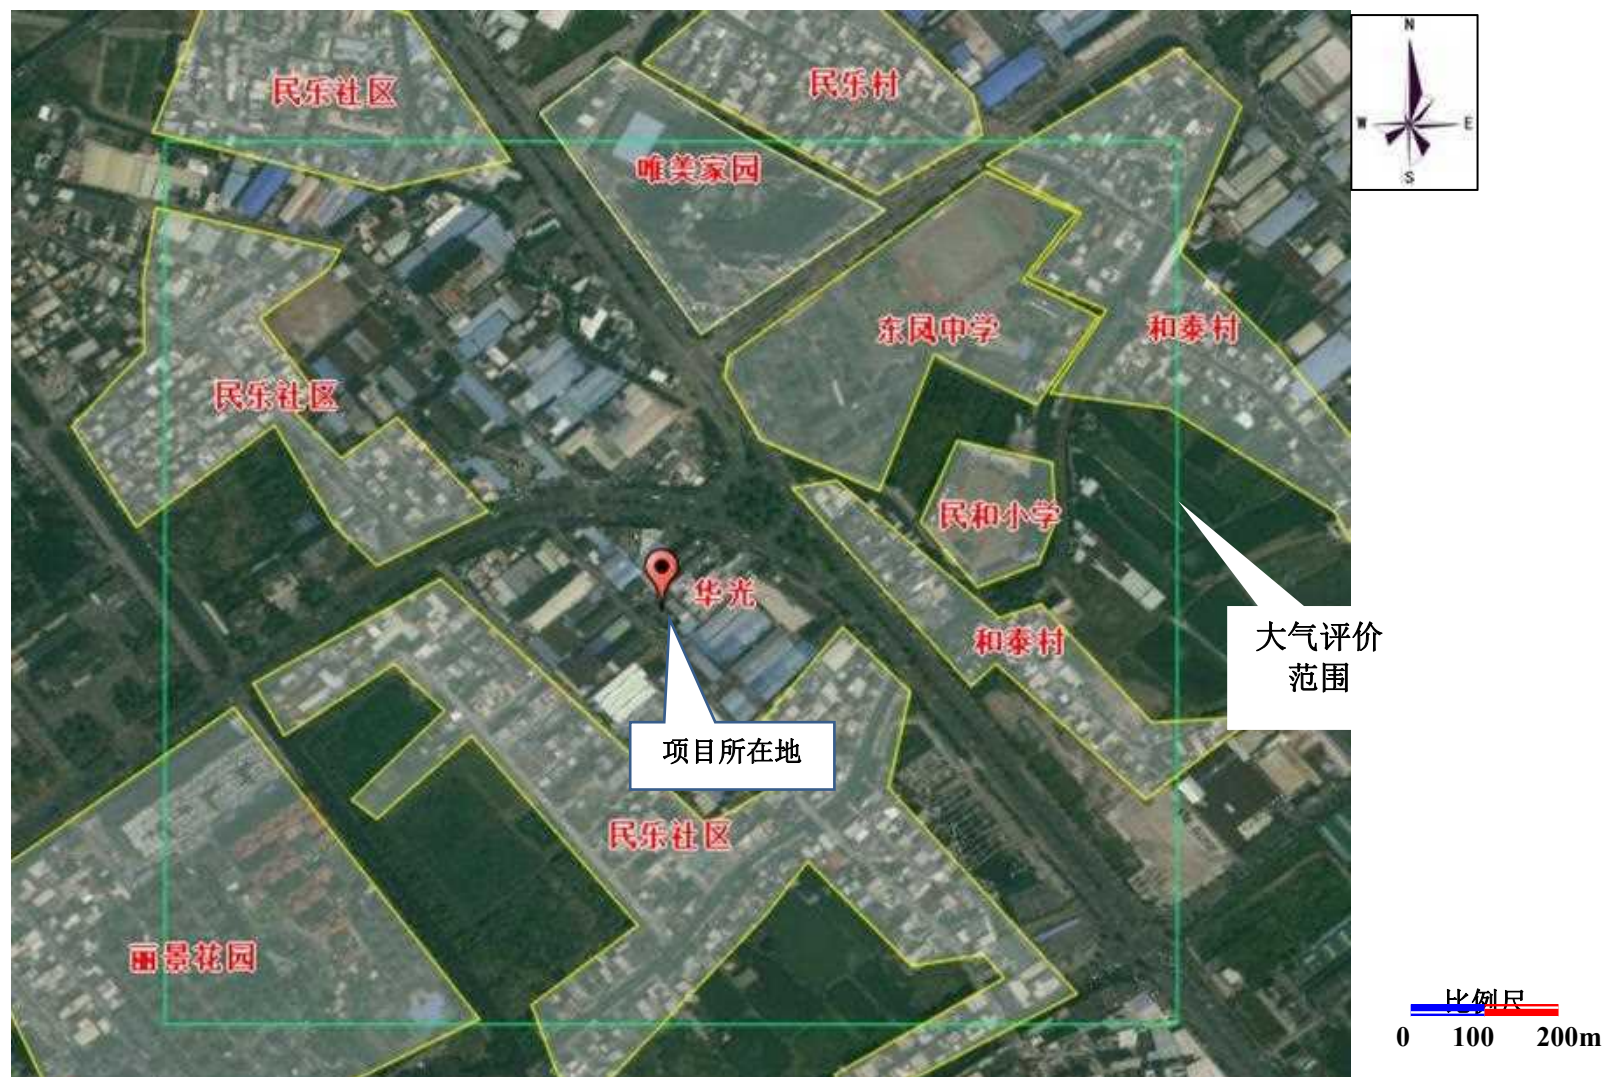 N
W
E
S
民乐社区
民乐村
唯美家园
东凤中学
和泰村
民乐社区
民和小学
华光
和泰村
大气评价
范围
项目所在地
民乐社区
丽景花园
比例尺
0 100 200m